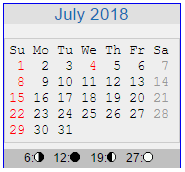 July 2018
Su Mo Tu We Th Fr Sa
1 2 3 4 5 6 7
8 9 10 11 12 13 14
15 16 17 18 19 20 21
22 23 24 25 26 27 28
29 30 31
6: 12: 19: 27: